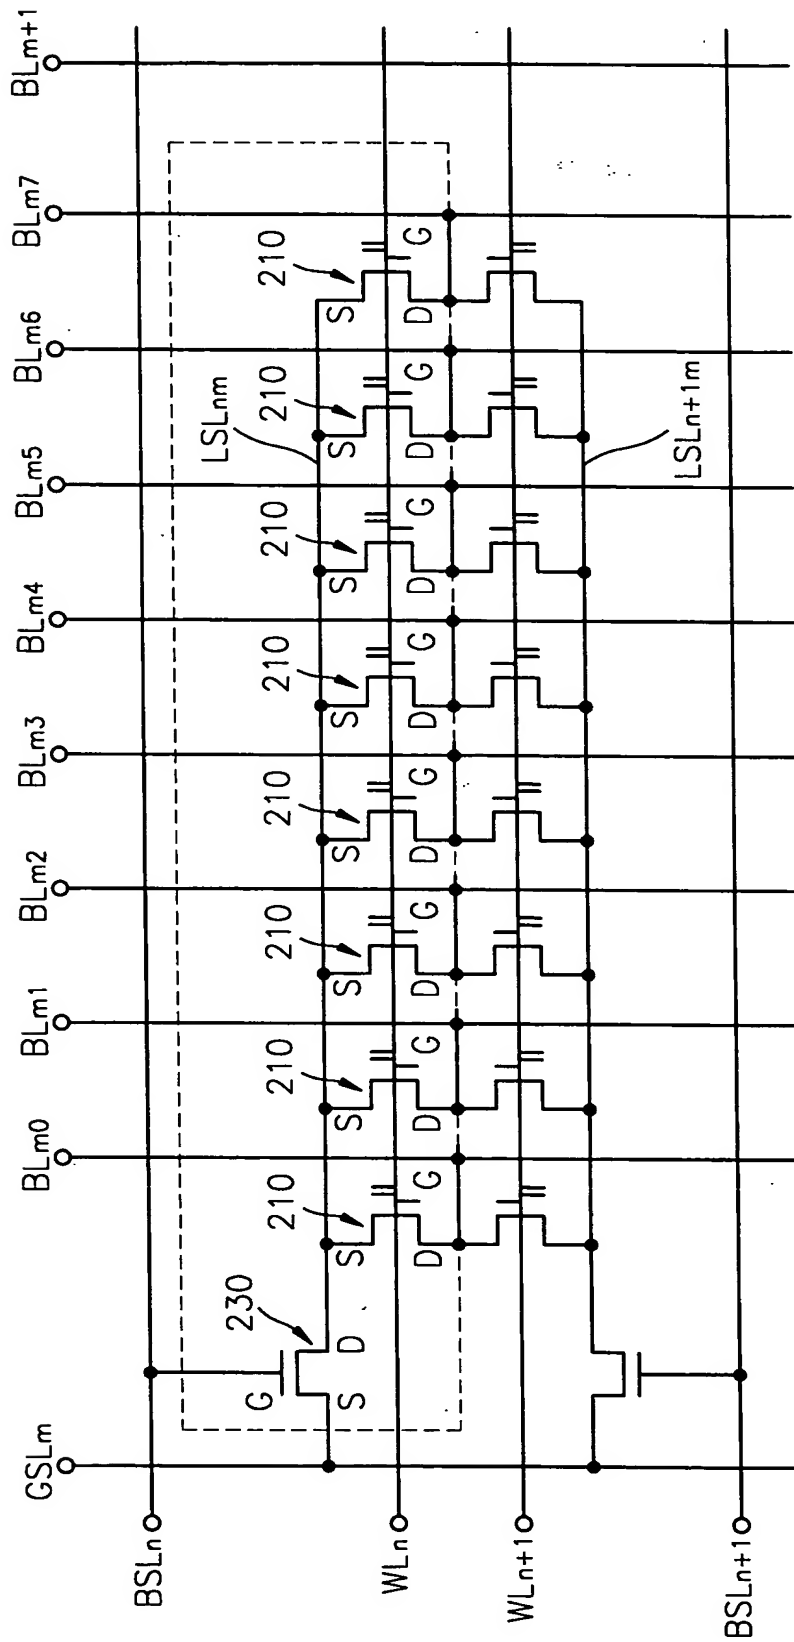 GSLm
BLm0
BLm1
BLm2
BLm3
BLm4
BLm5
BLm6
BLm7
BLm+1
BSLn
G
230
S
D
210
210
210
210
210
210
210
210
LSLnm
S
S
S
S
S
S
S
S
WLn
D
G
D
G
D
G
D
G
D
G
D
G
D
G
D
G
WLn+1
LSLn+1m
BSLn+1